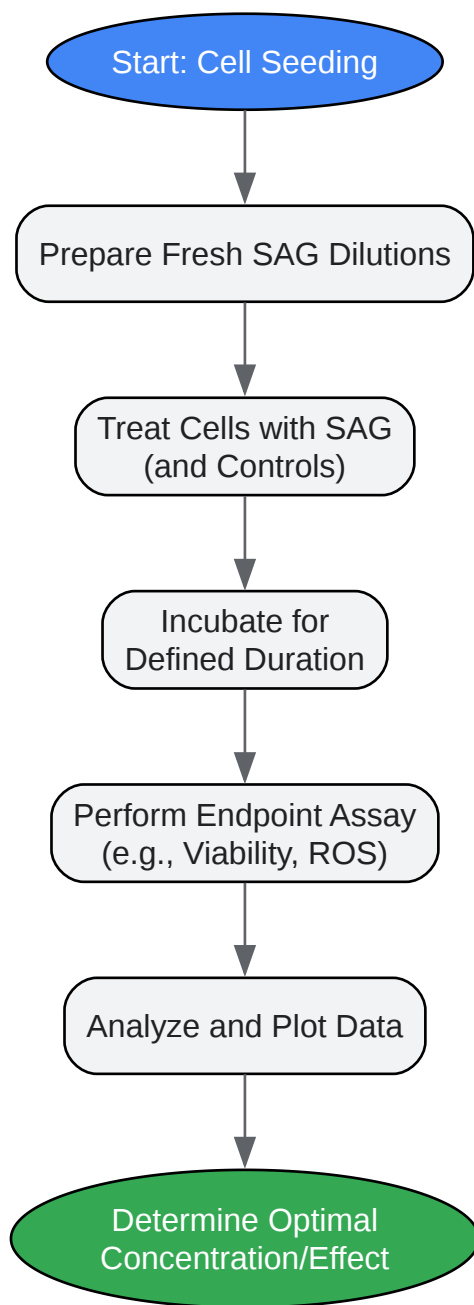 Start: Cell Seeding
Prepare Fresh SAG Dilutions
Treat Cells with SAG
(and Controls)
Incubate for
Defined Duration
Perform Endpoint Assay
(e.g., Viability, ROS)
Analyze and Plot Data
Determine Optimal
Concentration/Effect